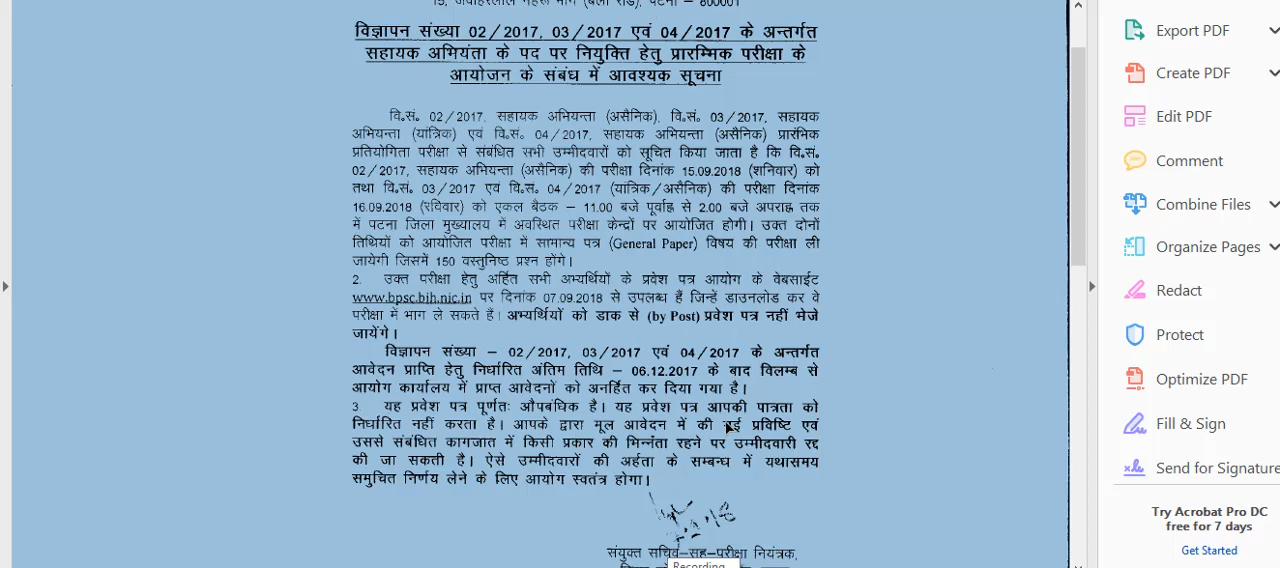 15, जवाहरलाल नेहरू मार्ग (बेली रोड), पटना – 800001
विज्ञापन संख्या 02/2017, 03/2017 एवं 04/2017 के अन्तर्गत
सहायक अभियंता के पद पर नियुक्ति हेतु प्रारम्भिक परीक्षा के
आयोजन के संबंध में आवश्यक सूचना
वि.सं. 02/2017, सहायक अभियन्ता (असैनिक), वि.सं. 03/2017, सहायक
अभियन्ता (यांत्रिक) एवं वि.सं. 04/2017, सहायक अभियन्ता (असैनिक) प्रारंभिक
प्रतियोगिता परीक्षा से संबंधित सभी उम्मीदवारों को सूचित किया जाता है कि वि.सं.
02/2017, सहायक अभियन्ता (असैनिक) की परीक्षा दिनांक 15.09.2018 (शनिवार) को
तथा वि.सं. 03/2017 एवं वि.सं. 04/2017 (यांत्रिक/असैनिक) की परीक्षा दिनांक
16.09.2018 (रविवार) को एकल बैठक – 11.00 बजे पूर्वाह्न से 2.00 बजे अपराह्न तक
में पटना जिला मुख्यालय में अवस्थित परीक्षा केन्द्रों पर आयोजित होगी। उक्त दोनों
तिथियों को आयोजित परीक्षा में सामान्य पत्र (General Paper) विषय की परीक्षा ली
जायेगी जिसमें 150 वस्तुनिष्ठ प्रश्न होंगे।
2. उक्त परीक्षा हेतु अर्हित सभी अभ्यर्थियों के प्रवेश पत्र आयोग के वेबसाईट
www.bpsc.bih.nic.in पर दिनांक 07.09.2018 से उपलब्ध हैं जिन्हें डाउनलोड कर वे
परीक्षा में भाग ले सकते हैं। अभ्यर्थियों को डाक से (by Post) प्रवेश पत्र नहीं भेजे
जायेंगे।
विज्ञापन संख्या – 02/2017, 03/2017 एवं 04/2017 के अन्तर्गत
आवेदन प्राप्ति हेतु निर्धारित अंतिम तिथि – 06.12.2017 के बाद विलम्ब से
आयोग कार्यालय में प्राप्त आवेदनों को अनर्हित कर दिया गया है।
3. यह प्रवेश पत्र पूर्णतः औपबंधिक है। यह प्रवेश पत्र आपकी पात्रता को
निर्धारित नहीं करता है। आपके द्वारा मूल आवेदन में की गई प्रविष्टि एवं
उससे संबंधित कागजात में किसी प्रकार की भिन्नता रहने पर उम्मीदवारी रद्द
की जा सकती है। ऐसे उम्मीदवारों की अर्हता के सम्बन्ध में यथासमय
समुचित निर्णय लेने के लिए आयोग स्वतंत्र होगा।
संयुक्त सचिव–सह–परीक्षा नियंत्रक,
Recording...
Export PDF
Create PDF
Edit PDF
Comment
Combine Files
Organize Pages
Redact
Protect
Optimize PDF
Fill & Sign
Send for Signature
Try Acrobat Pro DC
free for 7 days
Get Started